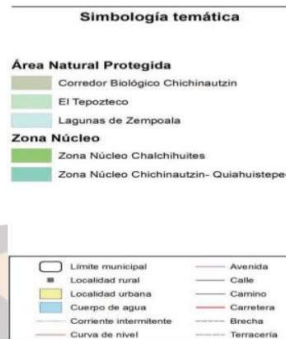 Simbología temática
Área Natural Protegida
Corredor Biológico Chichinautzin
El Tepozteco
Lagunas de Zempoala
Zona Núcleo
Zona Núcleo Chalchihuites
Zona Núcleo Chichinautzin- Quiahuistepe
Límite municipal
Localidad rural
Localidad urbana
Cuerpo de agua
Corriente intermitente
Curva de nivel
Avenida
Calle
Camino
Carretera
Brecha
Terracería